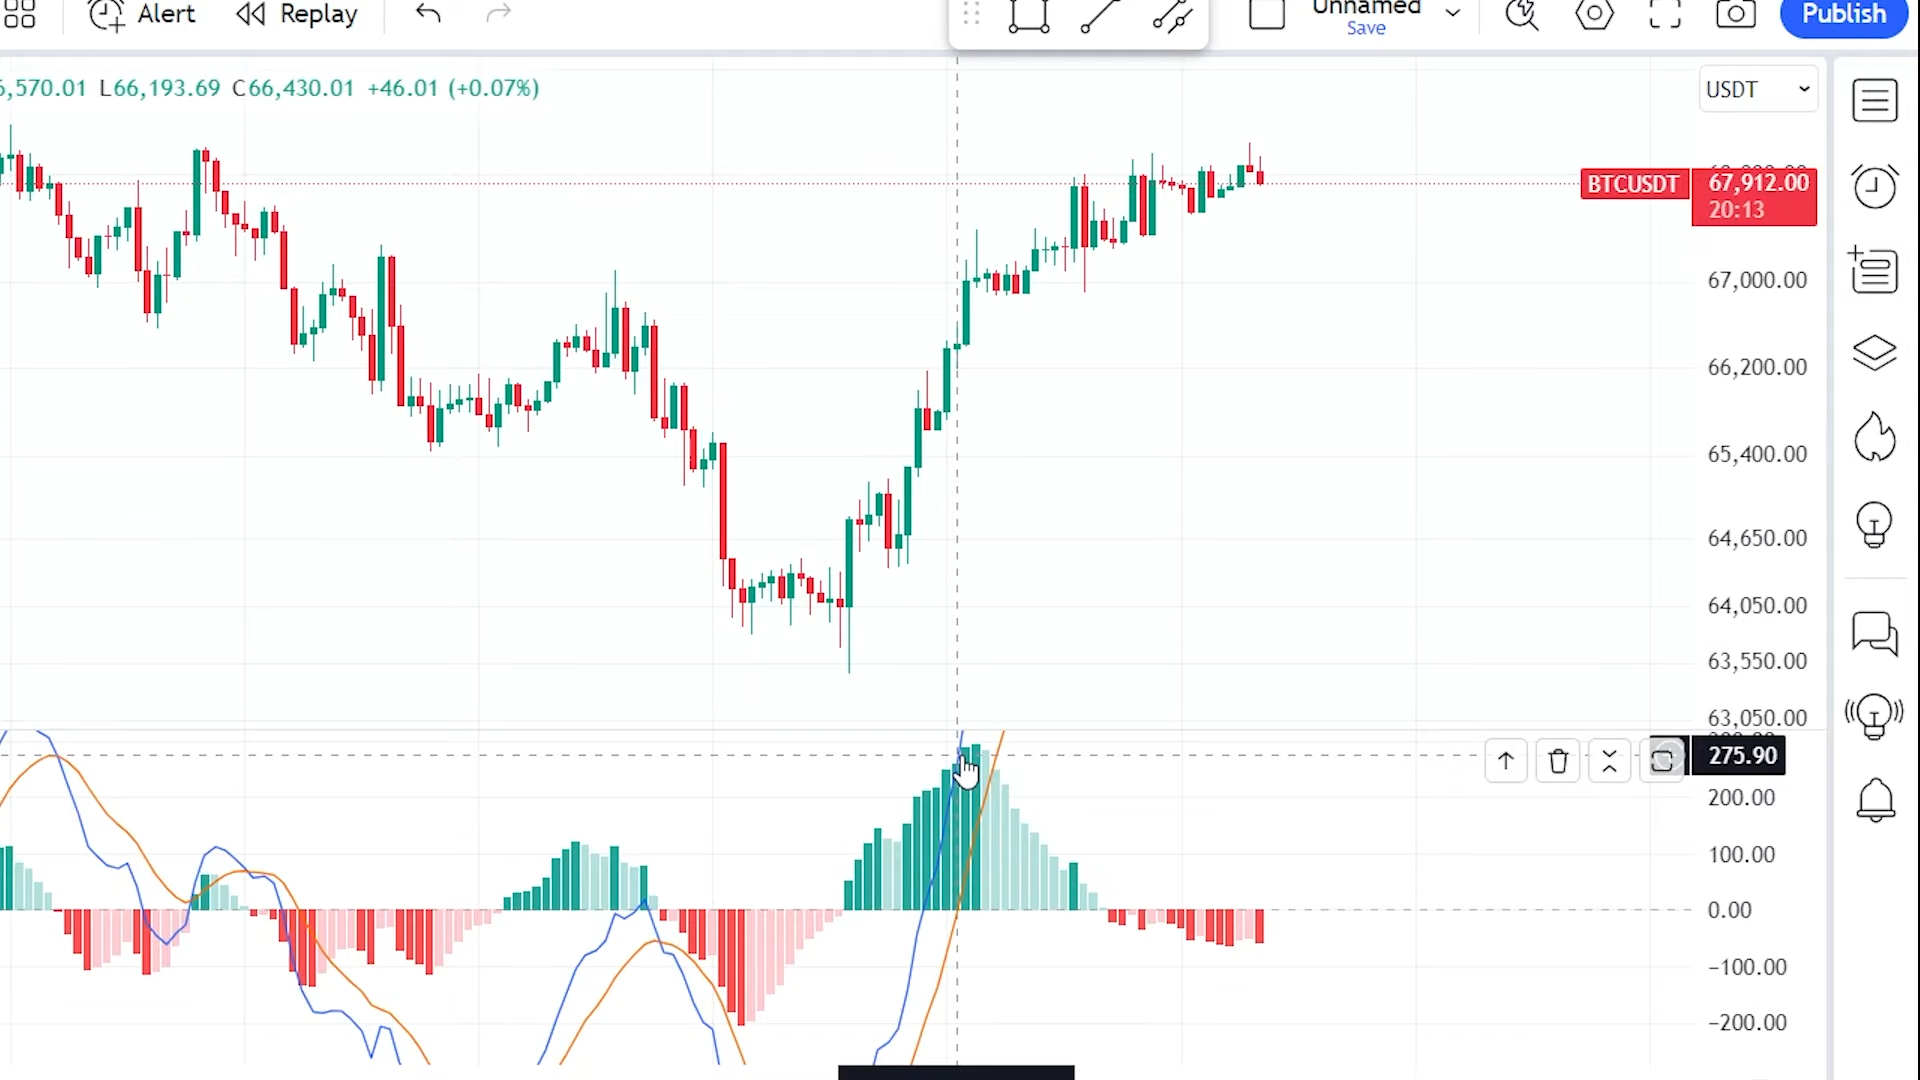 Alert
Replay
Unnamed
Save
Publish
6,570.01 L66,193.69 C66,430.01 +46.01 (+0.07%)
USDT
BTCUSDT
67,912.00
20:13
67,000.00
66,200.00
65,400.00
64,650.00
64,050.00
63,550.00
63,050.00
275.90
200.00
100.00
0.00
−100.00
−200.00